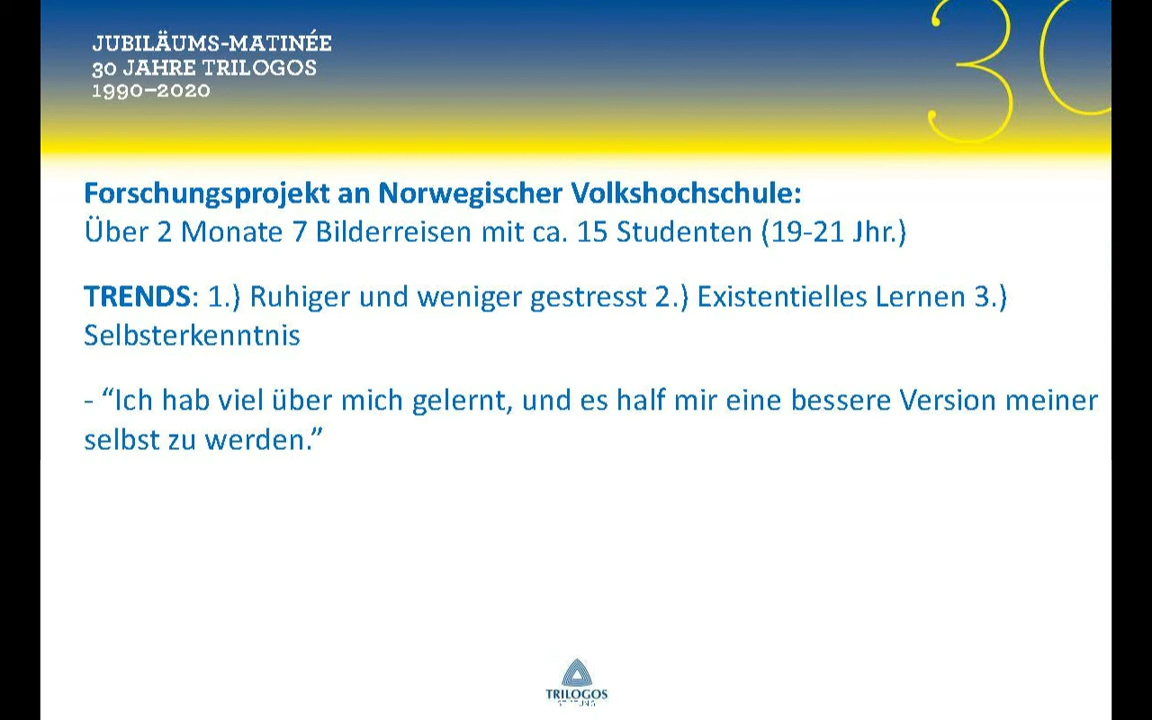 JUBILÄUMS-MATINÉE
30 JAHRE TRILOGOS
1990–2020
30
Forschungsprojekt an Norwegischer Volkshochschule:
Über 2 Monate 7 Bilderreisen mit ca. 15 Studenten (19-21 Jhr.)
TRENDS: 1.) Ruhiger und weniger gestresst 2.) Existentielles Lernen 3.)
Selbsterkenntnis
- “Ich hab viel über mich gelernt, und es half mir eine bessere Version meiner
selbst zu werden.”
TRILOGOS